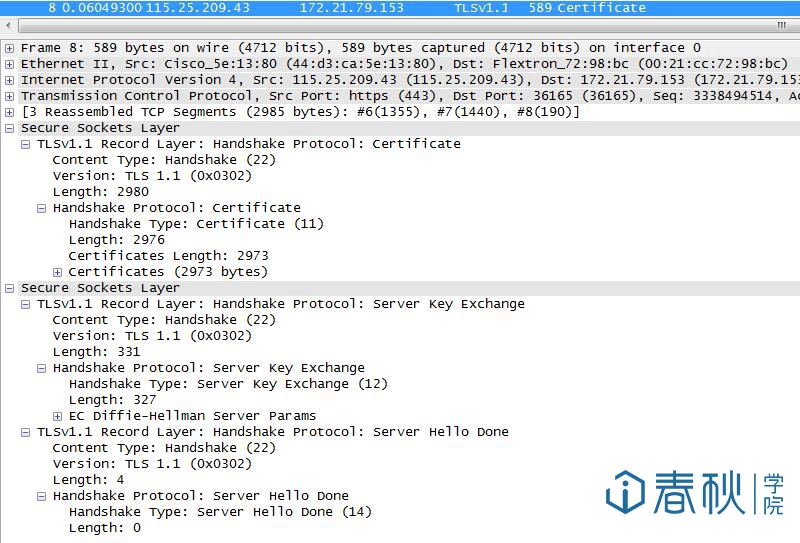 8 0.06049300 115.25.209.43 172.21.79.153 TLSv1.1 589 Certificate
Frame 8: 589 bytes on wire (4712 bits), 589 bytes captured (4712 bits) on interface 0
Ethernet II, Src: Cisco_5e:13:80 (44:d3:ca:5e:13:80), Dst: Flextron_72:98:bc (00:21:cc:72:98:bc)
Internet Protocol Version 4, Src: 115.25.209.43 (115.25.209.43), Dst: 172.21.79.153 (172.21.79.153
Transmission Control Protocol, Src Port: https (443), Dst Port: 36165 (36165), Seq: 3338494514, Ac
[3 Reassembled TCP Segments (2985 bytes): #6(1355), #7(1440), #8(190)]
Secure Sockets Layer
TLSv1.1 Record Layer: Handshake Protocol: Certificate
Content Type: Handshake (22)
Version: TLS 1.1 (0x0302)
Length: 2980
Handshake Protocol: Certificate
Handshake Type: Certificate (11)
Length: 2976
Certificates Length: 2973
Certificates (2973 bytes)
Secure Sockets Layer
TLSv1.1 Record Layer: Handshake Protocol: Server Key Exchange
Content Type: Handshake (22)
Version: TLS 1.1 (0x0302)
Length: 331
Handshake Protocol: Server Key Exchange
Handshake Type: Server Key Exchange (12)
Length: 327
EC Diffie-Hellman Server Params
TLSv1.1 Record Layer: Handshake Protocol: Server Hello Done
Content Type: Handshake (22)
Version: TLS 1.1 (0x0302)
Length: 4
Handshake Protocol: Server Hello Done
Handshake Type: Server Hello Done (14)
Length: 0
春秋学院